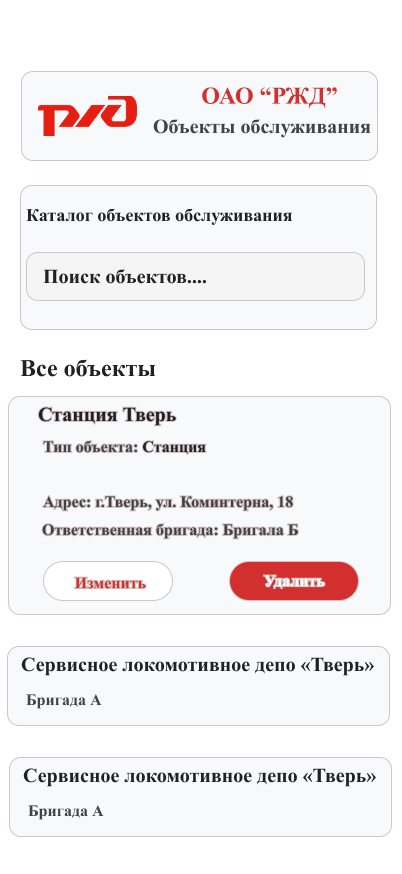 ржд
ОАО “РЖД”
Объекты обслуживания
Каталог объектов обслуживания
Поиск объектов....
Все объекты
Станция Тверь
Тип объекта: Станция
Адрес: г.Тверь, ул. Коминтерна, 18
Ответственная бригада: Бригала Б
Изменить
Удалить
Сервисное локомотивное депо «Тверь»
Бригада А
Сервисное локомотивное депо «Тверь»
Бригада А